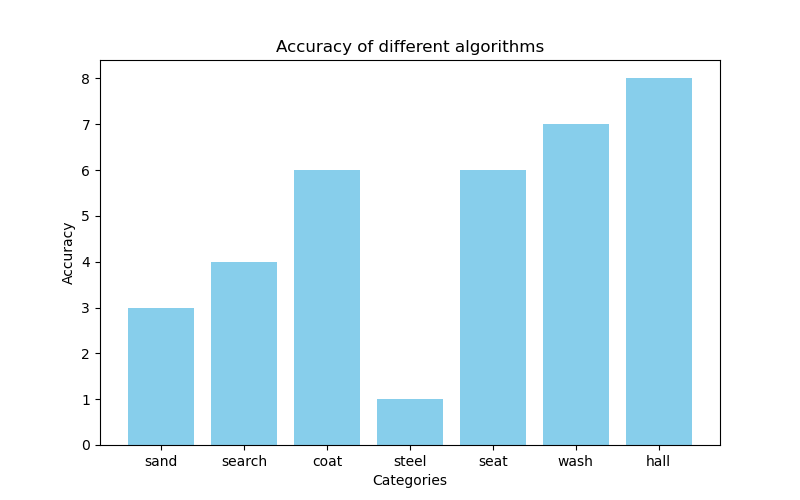 Accuracy of different algorithms
Accuracy
8
7
6
5
4
3
2
1
0
sand search coat steel seat wash hall
Categories